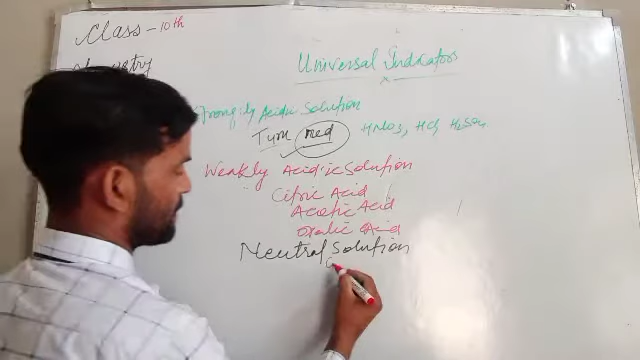 Class - 10th
Universal Indicators
Strongly Acidic Solution
Turn red HNO3, HCl, H2SO4
Weakly Acidic Solution
Citric Acid
Acetic Acid
Oxalic Acid
Neutral Solution